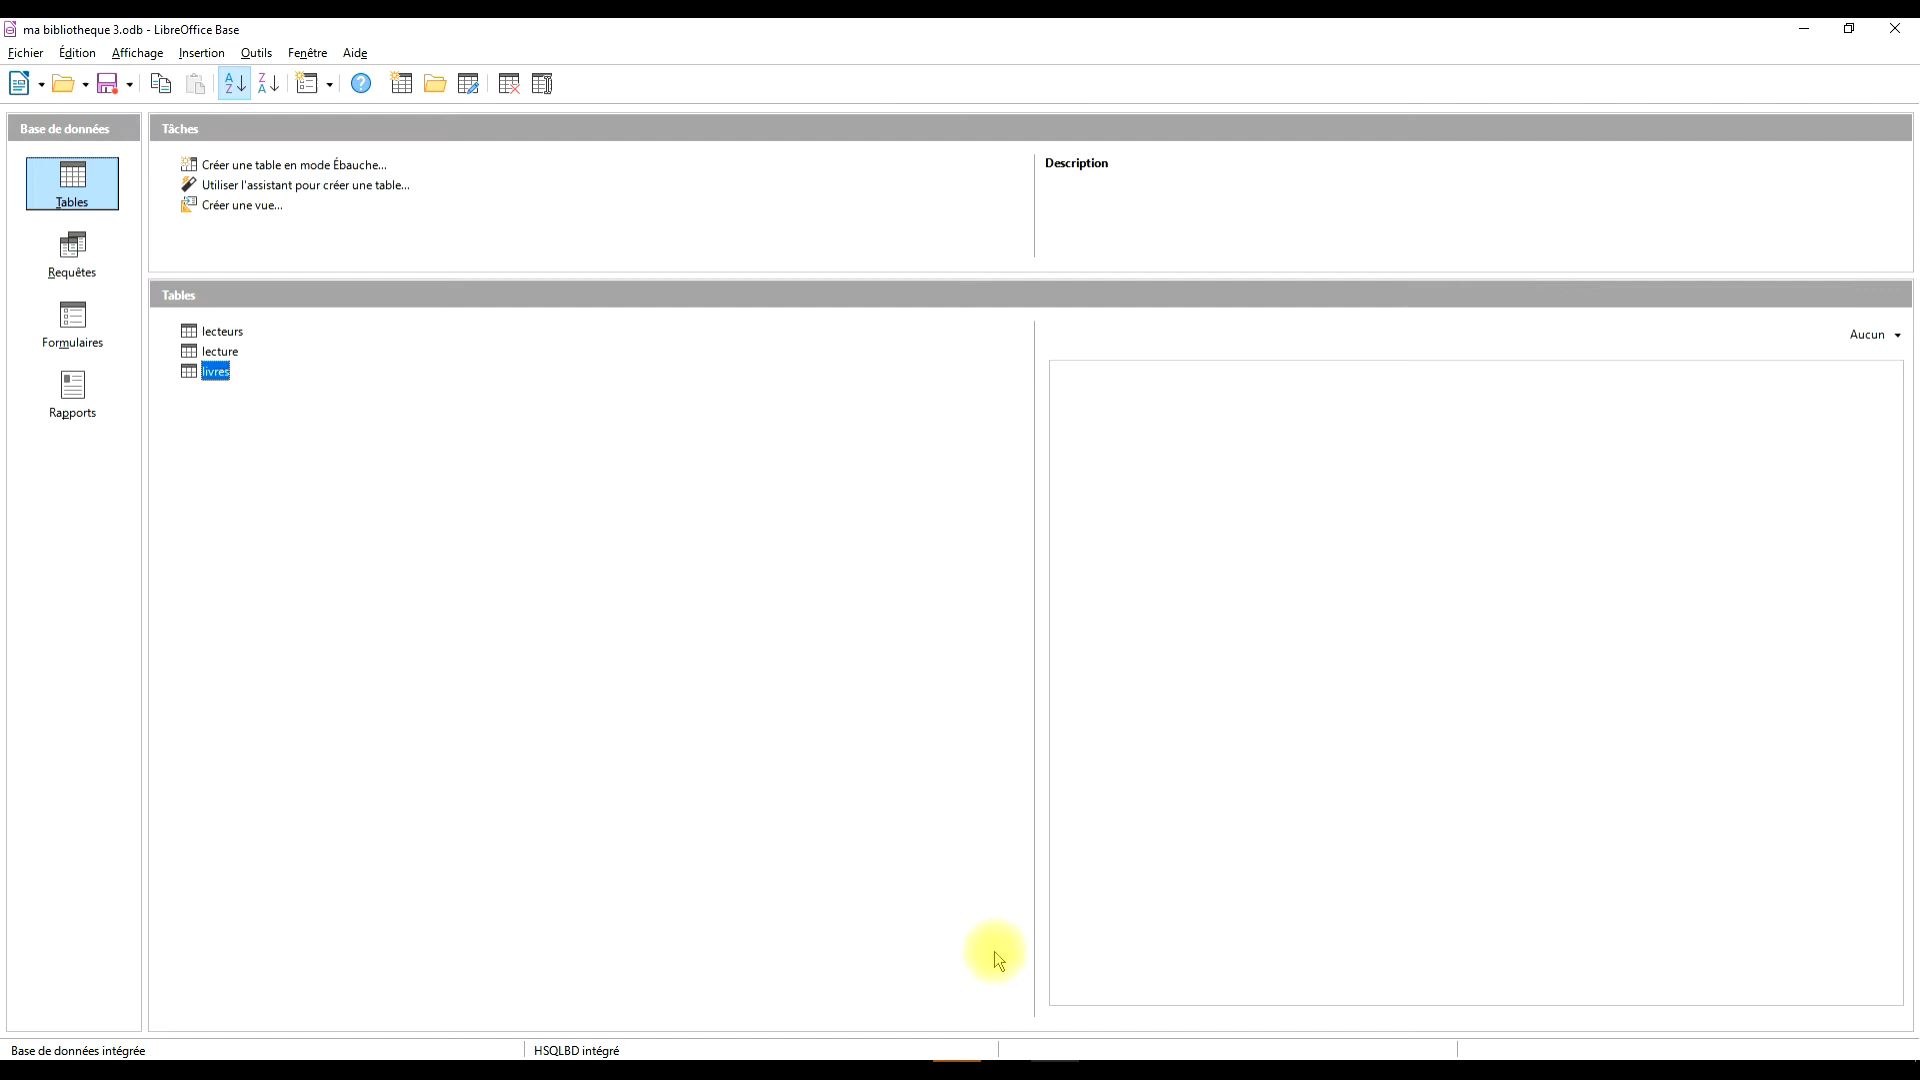 ma bibliotheque 3.odb - LibreOffice Base
Fichier Édition Affichage Insertion Outils Fenêtre Aide
Base de données
Tables
Requêtes
Formulaires
Rapports
Tâches
Créer une table en mode Ébauche...
Utiliser l'assistant pour créer une table...
Créer une vue...
Description
Tables
lecteurs
lecture
livres
Aucun
Base de données intégrée
HSQLBD intégré